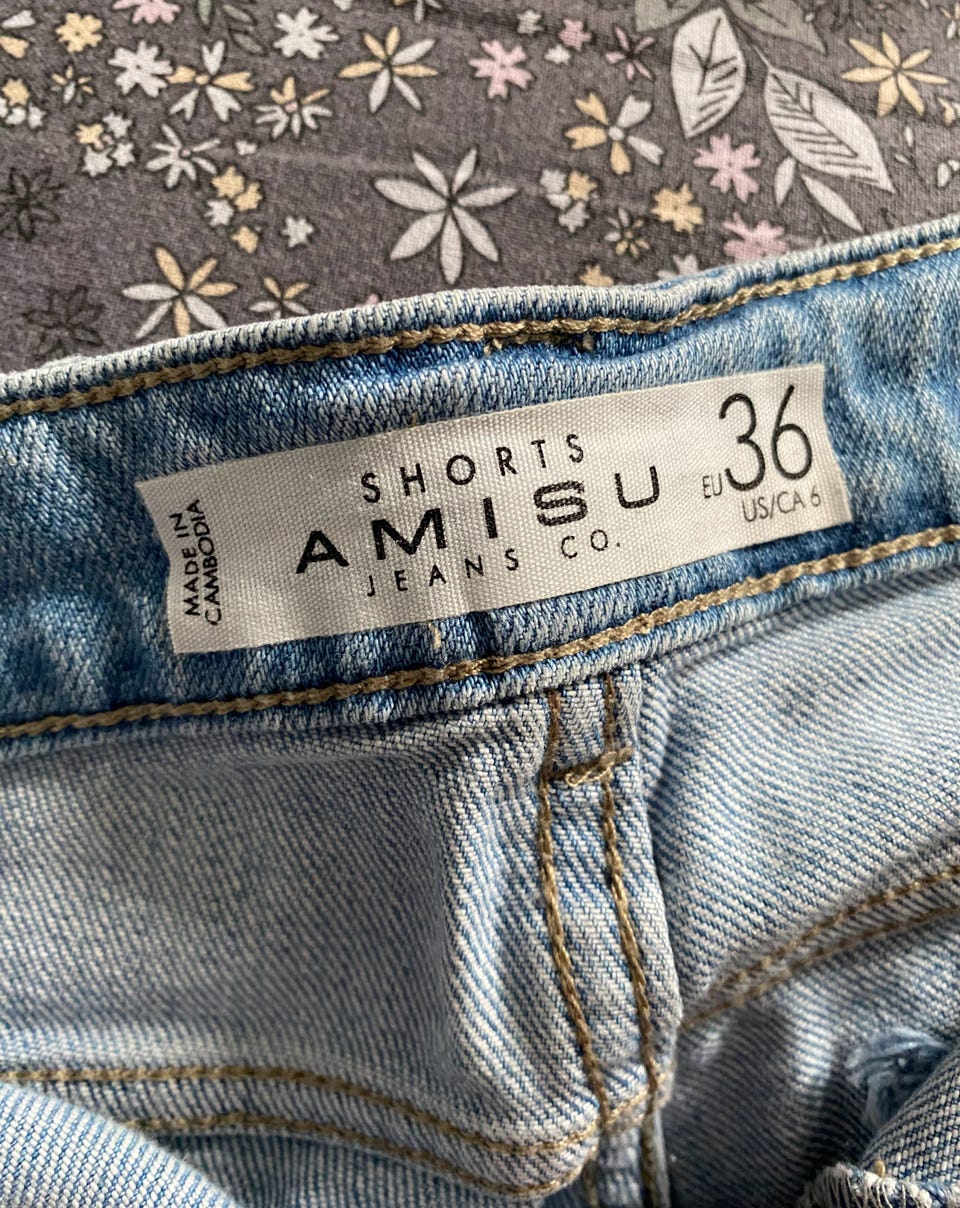 MADE IN
CAMBODIA
SHORTS
AMISU
JEANS CO.
EU 36
US/CA 6